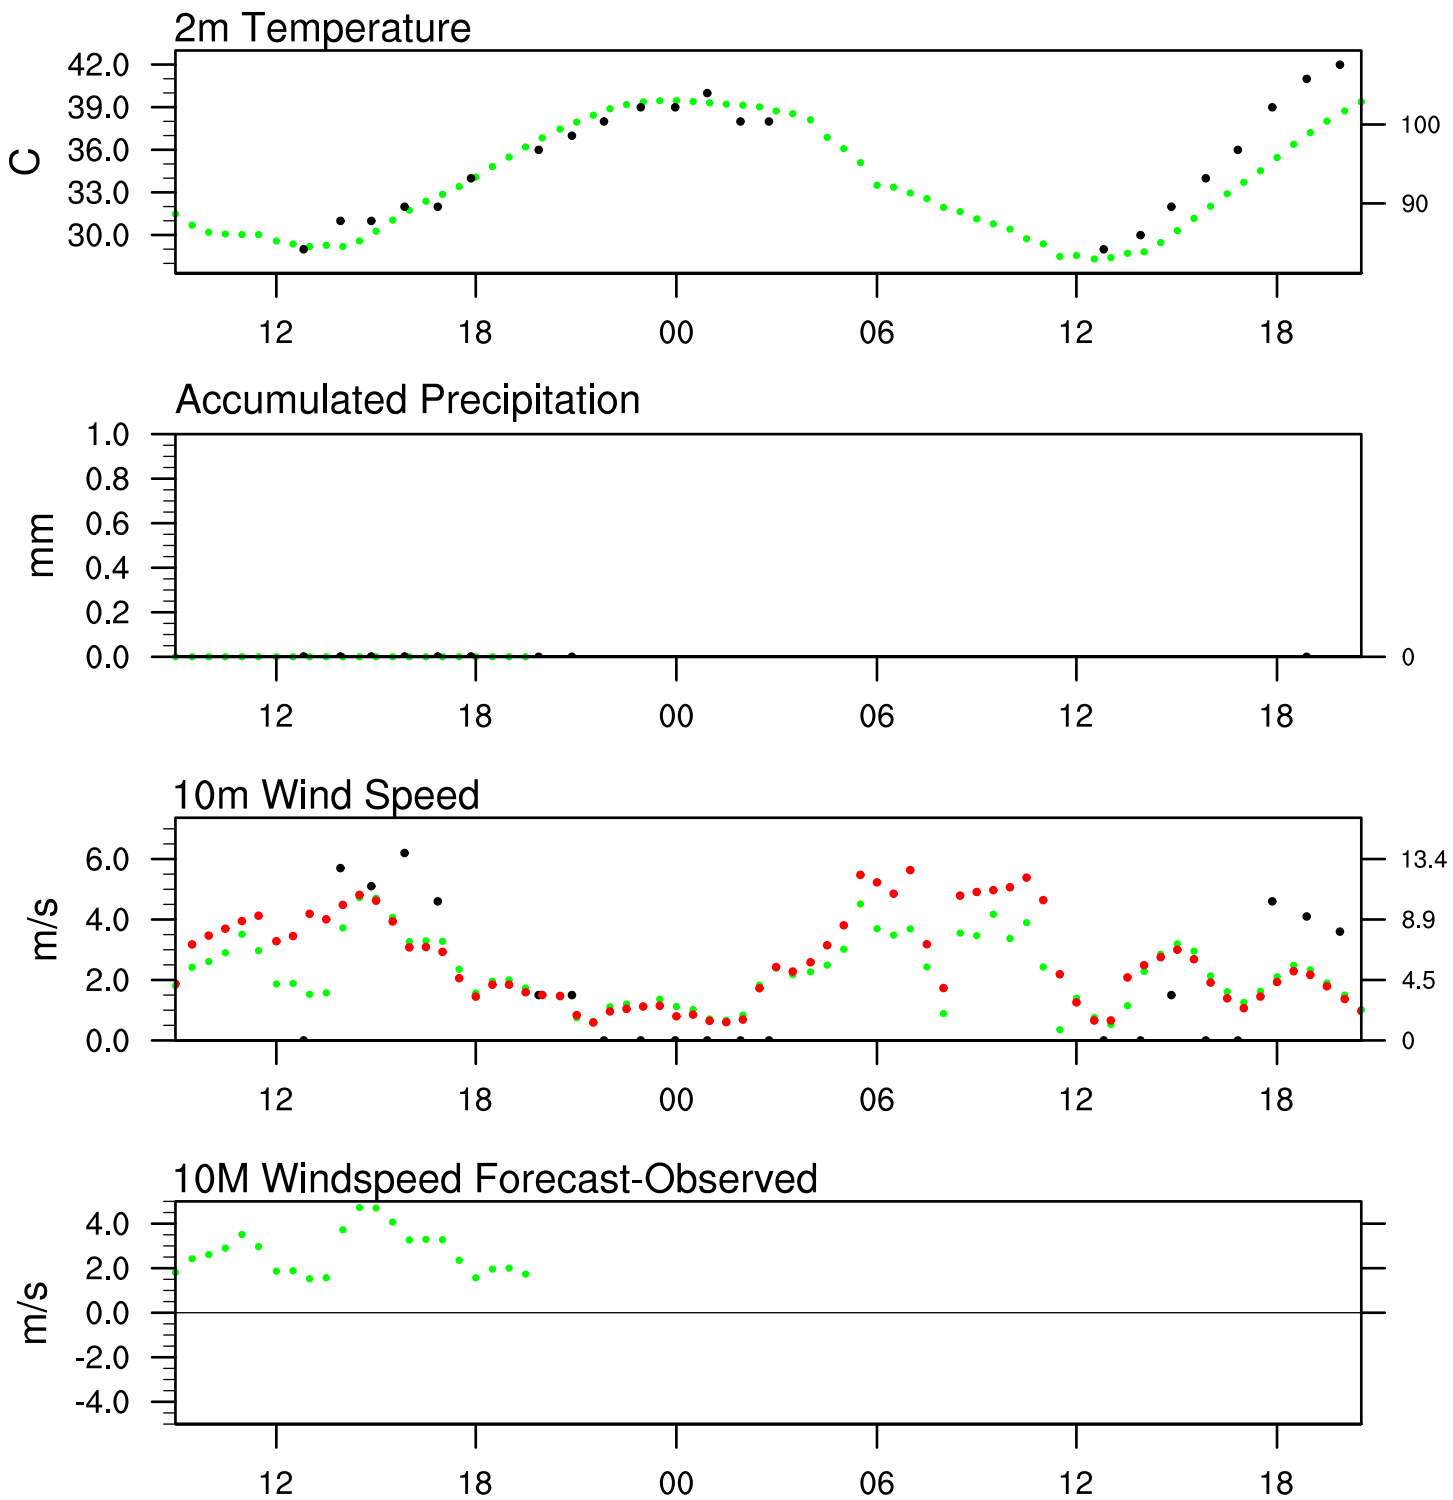 2m Temperature
42.0
39.0
36.0
33.0
30.0
C
100
90
12 18 00 06 12 18
Accumulated Precipitation
1.0
0.8
0.6
0.4
0.2
0.0
mm
0
12 18 00 06 12 18
10m Wind Speed
6.0
4.0
2.0
0.0
m/s
13.4
8.9
4.5
0
12 18 00 06 12 18
10M Windspeed Forecast-Observed
4.0
2.0
0.0
-2.0
-4.0
m/s
12 18 00 06 12 18